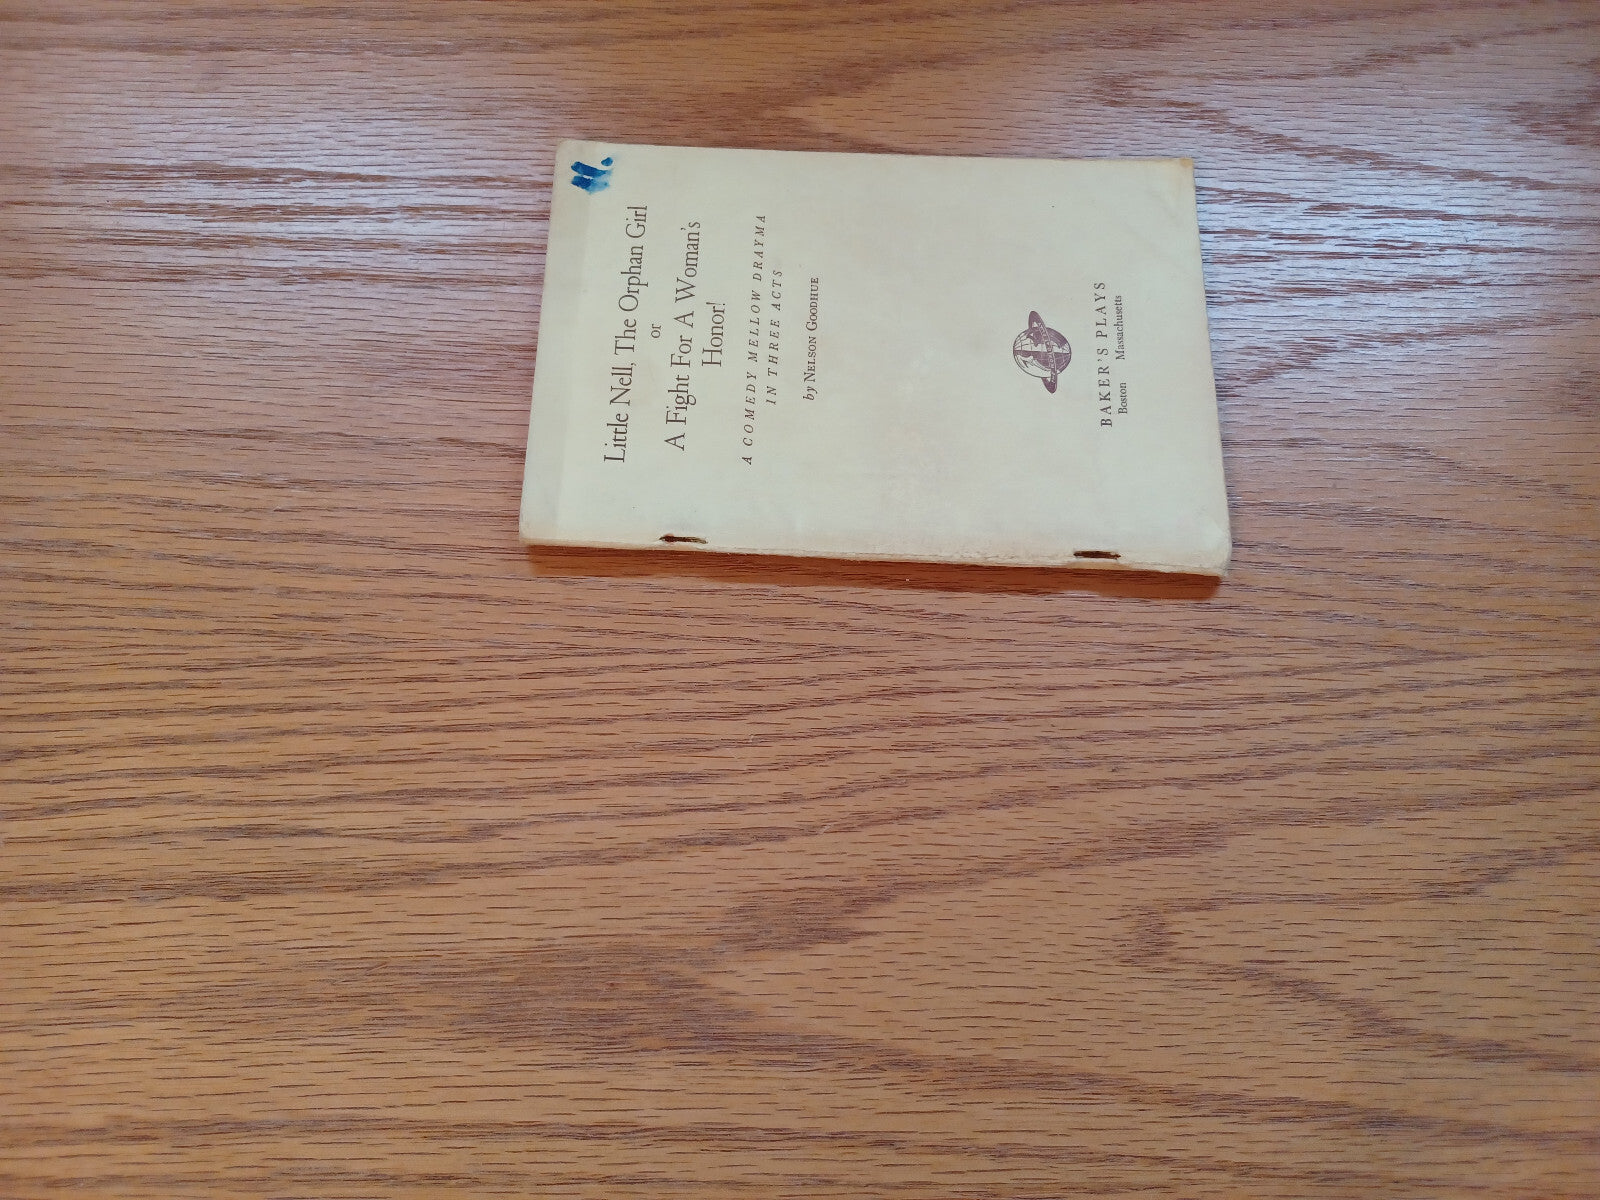 Little Nell, The Orphan Girl
or
A Fight For A Woman's
Honor!
A COMEDY MELLOW DRAYMA
IN THREE ACTS
by NELSON GOODHUE
BAKER'S PLAYS
Boston Massachusetts